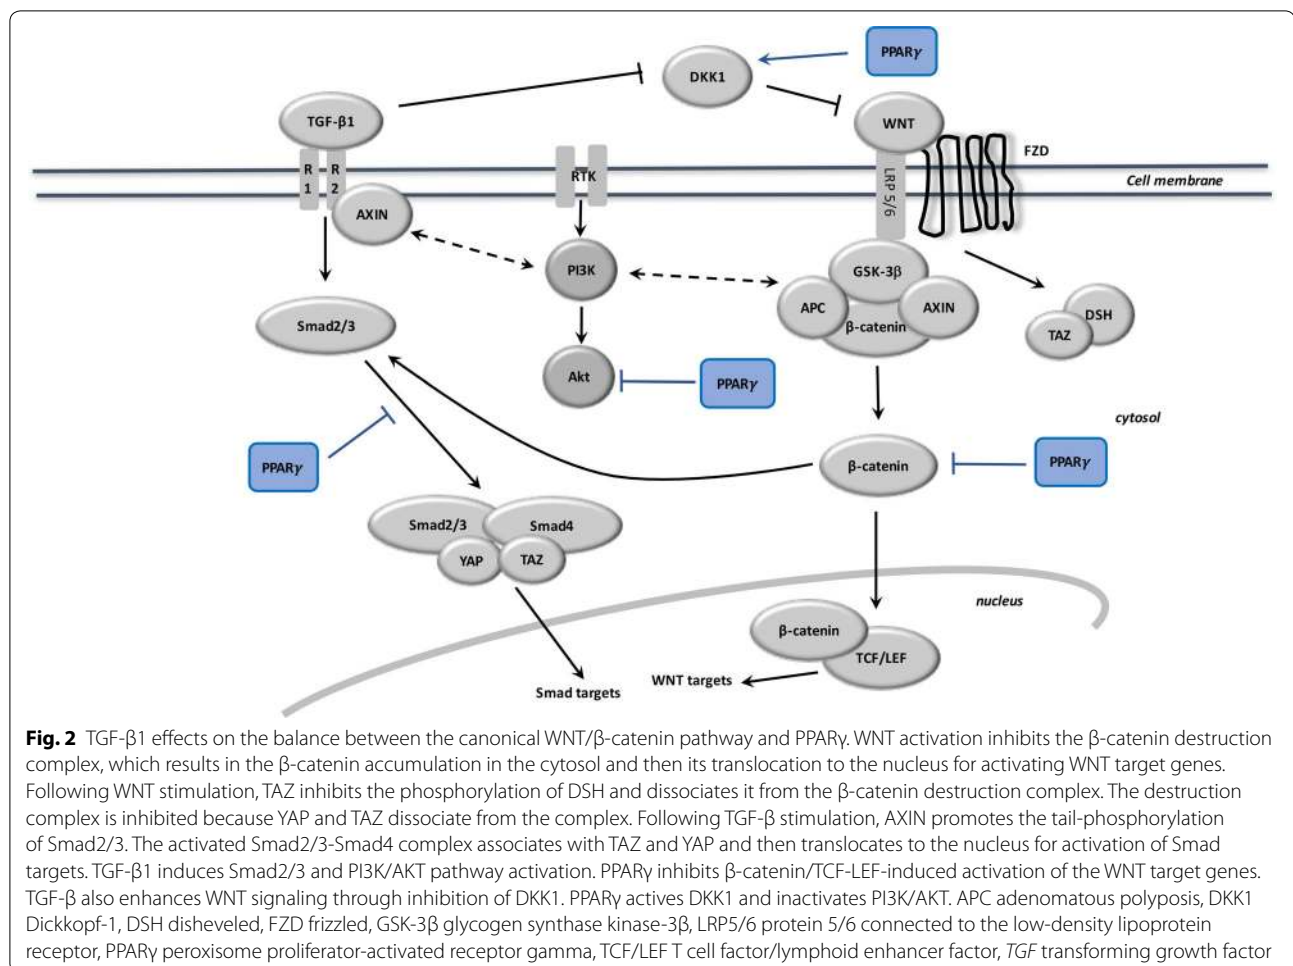 PPARγ
DKK1
TGF-β1
WNT
FZD
R
1
R
2
RTK
LRP 5/6
Cell membrane
AXIN
PI3K
GSK-3β
APC
AXIN
β-catenin
DSH
TAZ
Smad2/3
Akt
PPARγ
cytosol
PPARγ
β-catenin
PPARγ
Smad2/3
Smad4
YAP
TAZ
nucleus
β-catenin
TCF/LEF
WNT targets
Smad targets
Fig. 2 TGF-β1 effects on the balance between the canonical WNT/β-catenin pathway and PPARγ. WNT activation inhibits the β-catenin destruction
complex, which results in the β-catenin accumulation in the cytosol and then its translocation to the nucleus for activating WNT target genes.
Following WNT stimulation, TAZ inhibits the phosphorylation of DSH and dissociates it from the β-catenin destruction complex. The destruction
complex is inhibited because YAP and TAZ dissociate from the complex. Following TGF-β stimulation, AXIN promotes the tail-phosphorylation
of Smad2/3. The activated Smad2/3-Smad4 complex associates with TAZ and YAP and then translocates to the nucleus for activation of Smad
targets. TGF-β1 induces Smad2/3 and PI3K/AKT pathway activation. PPARγ inhibits β-catenin/TCF-LEF-induced activation of the WNT target genes.
TGF-β also enhances WNT signaling through inhibition of DKK1. PPARγ actives DKK1 and inactivates PI3K/AKT. APC adenomatous polyposis, DKK1
Dickkopf-1, DSH disheveled, FZD frizzled, GSK-3β glycogen synthase kinase-3β, LRP5/6 protein 5/6 connected to the low-density lipoprotein
receptor, PPARγ peroxisome proliferator-activated receptor gamma, TCF/LEF T cell factor/lymphoid enhancer factor, TGF transforming growth factor